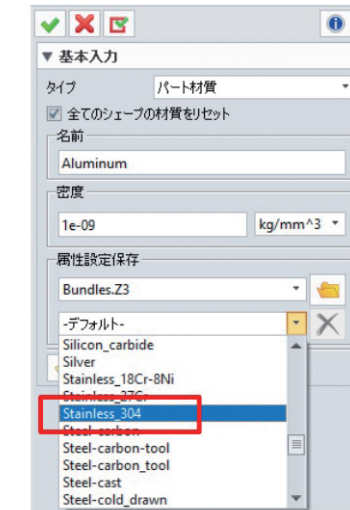 基本入力
タイプ パート材質
全てのシェープの材質をリセット
名前
Aluminum
密度
1e-09 kg/mm^3
属性設定保存
Bundles.Z3
-デフォルト-
Silicon_carbide
Silver
Stainless_18Cr-8Ni
Stainless_27Cr
Stainless_304
Steel-carbon
Steel-carbon-tool
Steel-carbon_tool
Steel-cast
Steel-cold_drawn